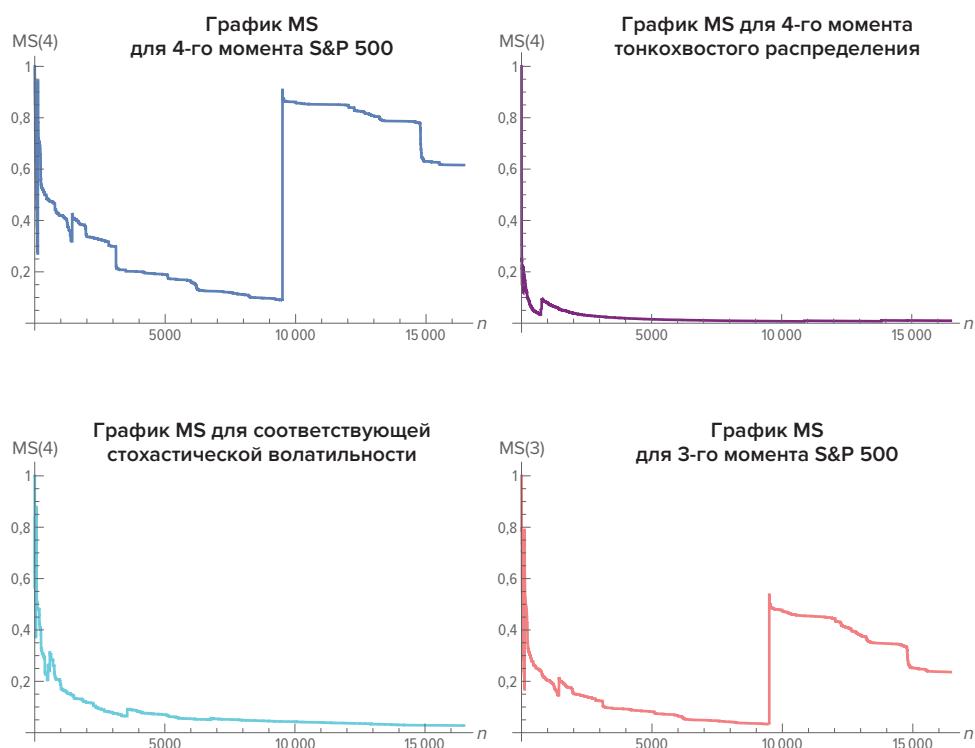 График MS
для 4-го момента S&P 500
MS(4)
1
0,8
0,6
0,4
0,2
5000
10 000
15 000
n
График MS для 4-го момента
тонкохвостого распределения
MS(4)
1
0,8
0,6
0,4
0,2
5000
10 000
15 000
n
График MS для соответствующей
стохастической волатильности
MS(4)
1
0,8
0,6
0,4
0,2
5000
10 000
15 000
n
График MS
для 3-го момента S&P 500
MS(3)
1
0,8
0,6
0,4
0,2
5000
10 000
15 000
n